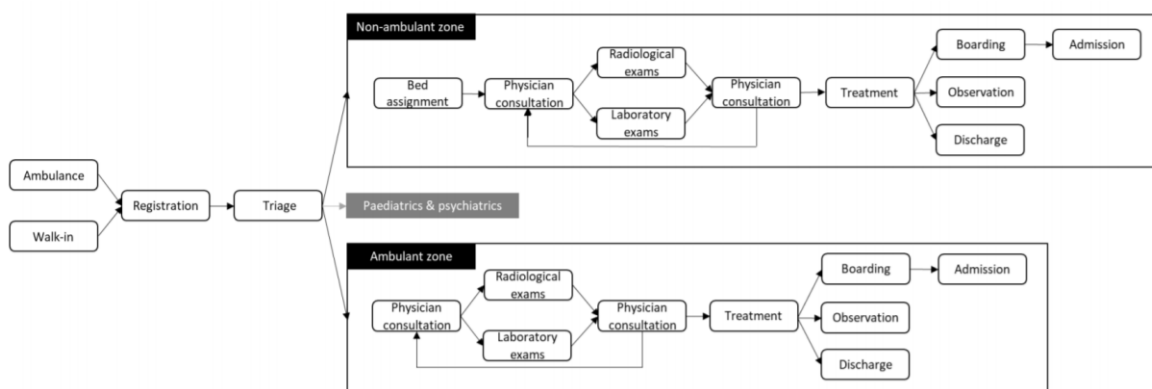 Non-ambulant zone
Bed
assignment
Physician
consultation
Radiological
exams
Laboratory
exams
Physician
consultation
Treatment
Boarding
Admission
Observation
Discharge
Ambulance
Walk-in
Registration
Triage
Paediatrics & psychiatrics
Ambulant zone
Physician
consultation
Radiological
exams
Laboratory
exams
Physician
consultation
Treatment
Boarding
Admission
Observation
Discharge